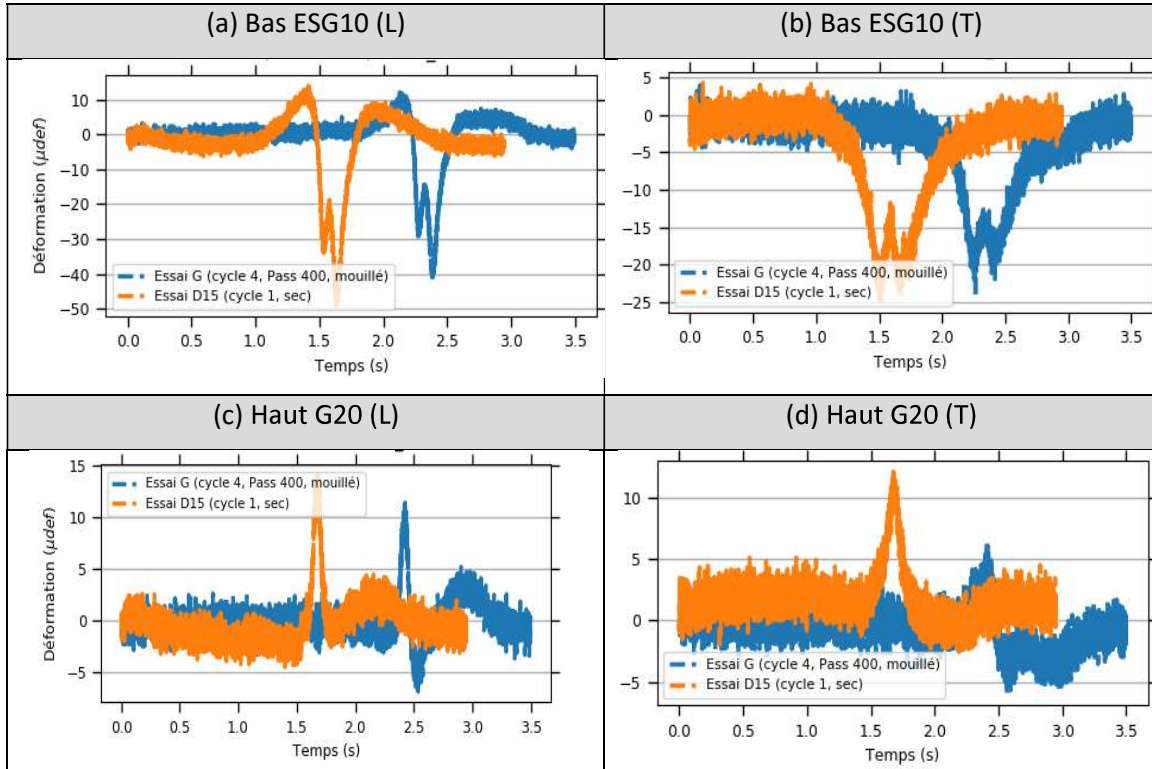 (a) Bas ESG10 (L)
10
0
−10
−20
−30
−40
−50
Déformation (μdef)
Essai G (cycle 4, Pass 400, mouillé)
Essai D15 (cycle 1, sec)
0.0 0.5 1.0 1.5 2.0 2.5 3.0 3.5
Temps (s)
(b) Bas ESG10 (T)
5
0
−5
−10
−15
−20
−25
Essai G (cycle 4, Pass 400, mouillé)
Essai D15 (cycle 1, sec)
0.0 0.5 1.0 1.5 2.0 2.5 3.0 3.5
Temps (s)
(c) Haut G20 (L)
15
10
5
0
−5
Déformation (μdef)
Essai G (cycle 4, Pass 400, mouillé)
Essai D15 (cycle 1, sec)
0.0 0.5 1.0 1.5 2.0 2.5 3.0 3.5
Temps (s)
(d) Haut G20 (T)
10
5
0
−5
Essai G (cycle 4, Pass 400, mouillé)
Essai D15 (cycle 1, sec)
0.0 0.5 1.0 1.5 2.0 2.5 3.0 3.5
Temps (s)